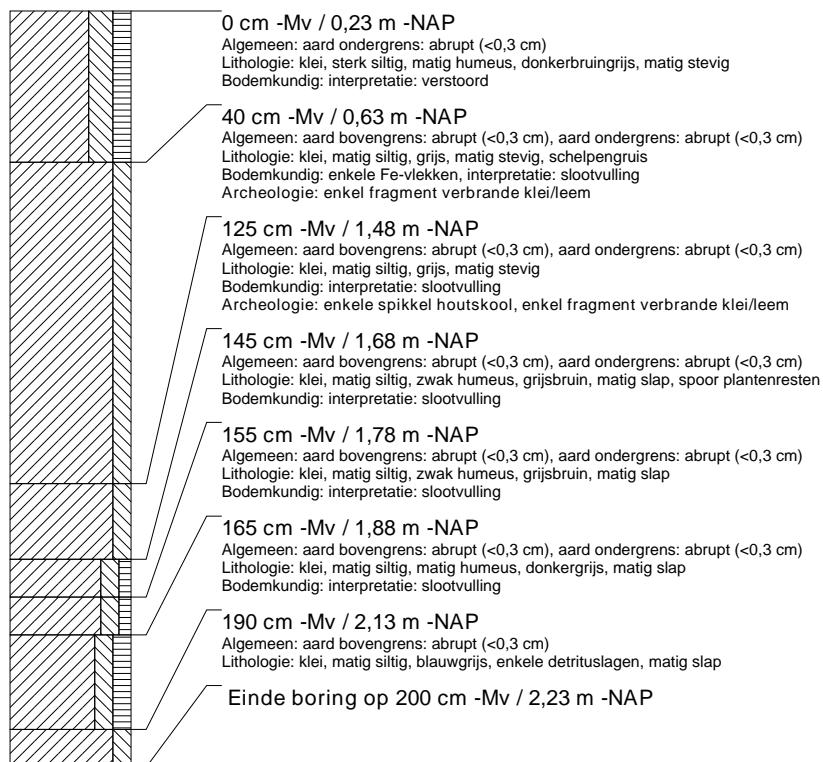 0 cm -Mv / 0,23 m -NAP
Algemeen: aard ondergrens: abrupt (<0,3 cm)
Lithologie: klei, sterk siltig, matig humeus, donkerbruingrijs, matig stevig
Bodemkundig: interpretatie: verstoord
40 cm -Mv / 0,63 m -NAP
Algemeen: aard bovengrens: abrupt (<0,3 cm), aard ondergrens: abrupt (<0,3 cm)
Lithologie: klei, matig siltig, grijs, matig stevig, schelpengruis
Bodemkundig: enkele Fe-vlekken, interpretatie: slootvulling
Archeologie: enkel fragment verbrande klei/leem
125 cm -Mv / 1,48 m -NAP
Algemeen: aard bovengrens: abrupt (<0,3 cm), aard ondergrens: abrupt (<0,3 cm)
Lithologie: klei, matig siltig, grijs, matig stevig
Bodemkundig: interpretatie: slootvulling
Archeologie: enkele spikkel houtskool, enkel fragment verbrande klei/leem
145 cm -Mv / 1,68 m -NAP
Algemeen: aard bovengrens: abrupt (<0,3 cm), aard ondergrens: abrupt (<0,3 cm)
Lithologie: klei, matig siltig, zwak humeus, grijsbruin, matig slap, spoor plantenresten
Bodemkundig: interpretatie: slootvulling
155 cm -Mv / 1,78 m -NAP
Algemeen: aard bovengrens: abrupt (<0,3 cm), aard ondergrens: abrupt (<0,3 cm)
Lithologie: klei, matig siltig, zwak humeus, grijsbruin, matig slap
Bodemkundig: interpretatie: slootvulling
165 cm -Mv / 1,88 m -NAP
Algemeen: aard bovengrens: abrupt (<0,3 cm), aard ondergrens: abrupt (<0,3 cm)
Lithologie: klei, matig siltig, matig humeus, donkergrijs, matig slap
Bodemkundig: interpretatie: slootvulling
190 cm -Mv / 2,13 m -NAP
Algemeen: aard bovengrens: abrupt (<0,3 cm)
Lithologie: klei, matig siltig, blauwgrijs, enkele detrituslagen, matig slap
Einde boring op 200 cm -Mv / 2,23 m -NAP